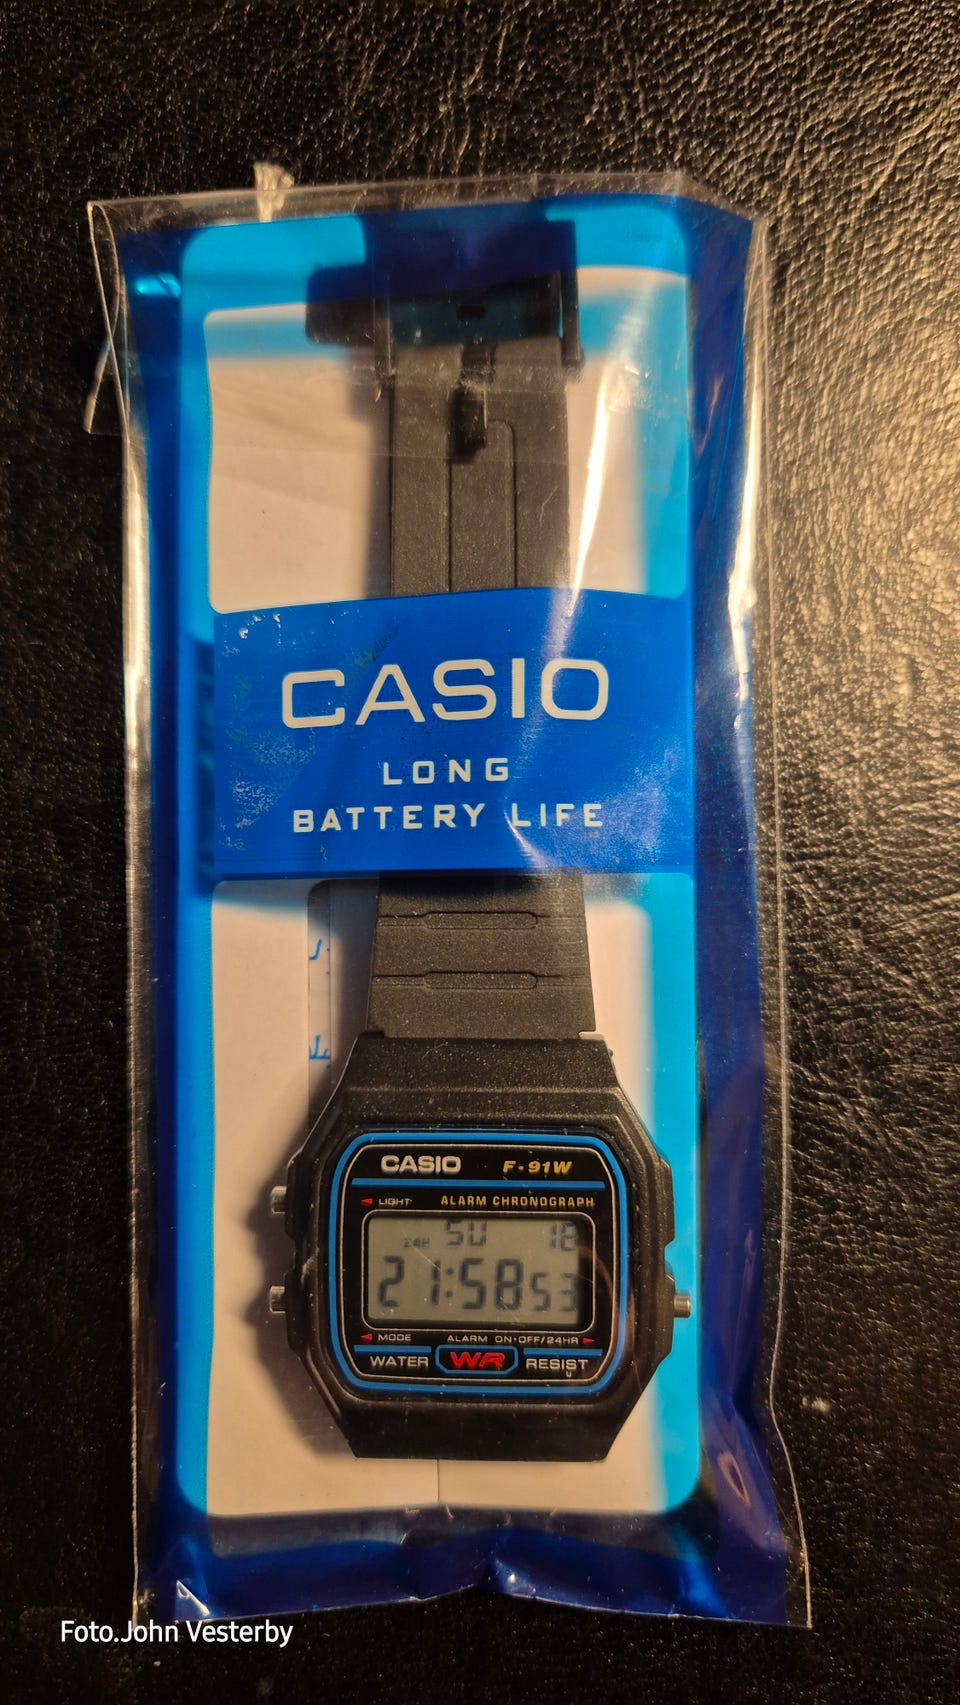 CASIO
LONG
BATTERY LIFE
CASIO F-91W
LIGHT ALARM CHRONOGRAPH
24H SU 18
21:58 53
MODE ALARM ON·OFF/24HR
WATER WR RESIST
Foto.John Vesterby